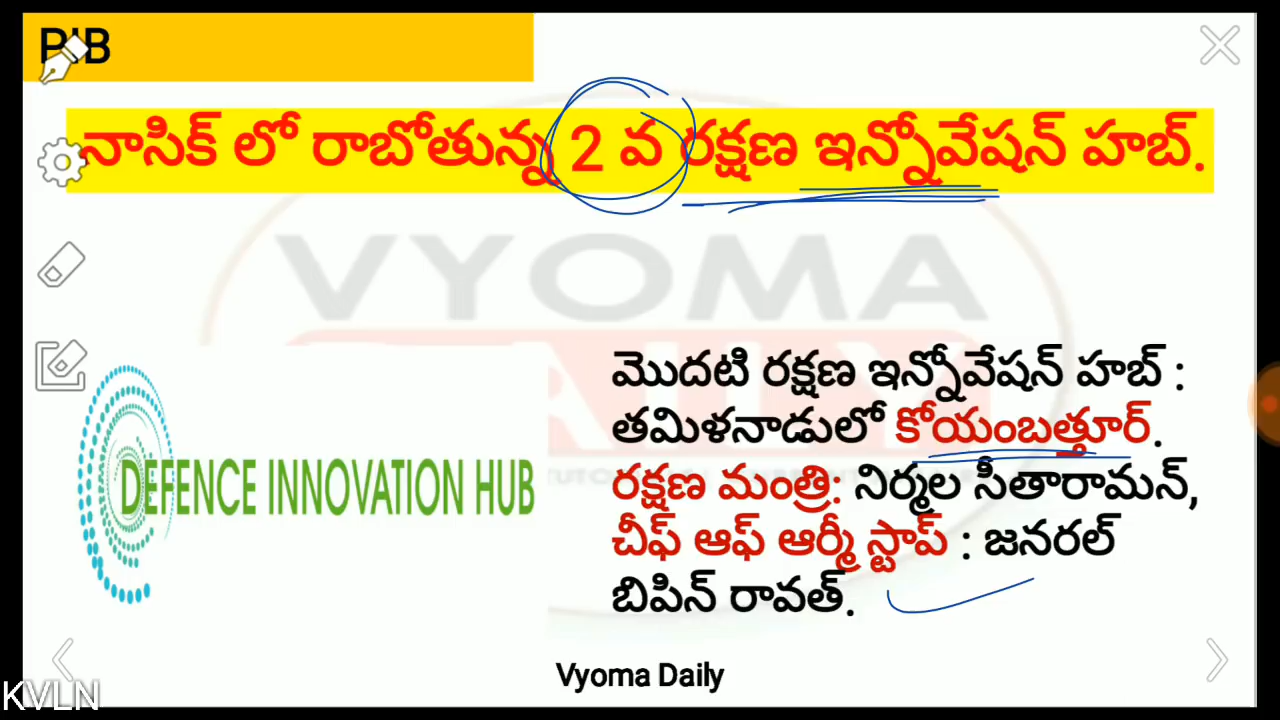 PIB
నాసిక్ లో రాబోతున్న 2 వ రక్షణ ఇన్నోవేషన్ హబ్.
VYOMA
DAILY
మొదటి రక్షణ ఇన్నోవేషన్ హబ్ :
తమిళనాడులో కోయంబత్తూర్.
రక్షణ మంత్రి: నిర్మల సీతారామన్,
చీఫ్ ఆఫ్ ఆర్మీ స్టాప్ : జనరల్
బిపిన్ రావత్.
DEFENCE INNOVATION HUB
Vyoma Daily
KVLN